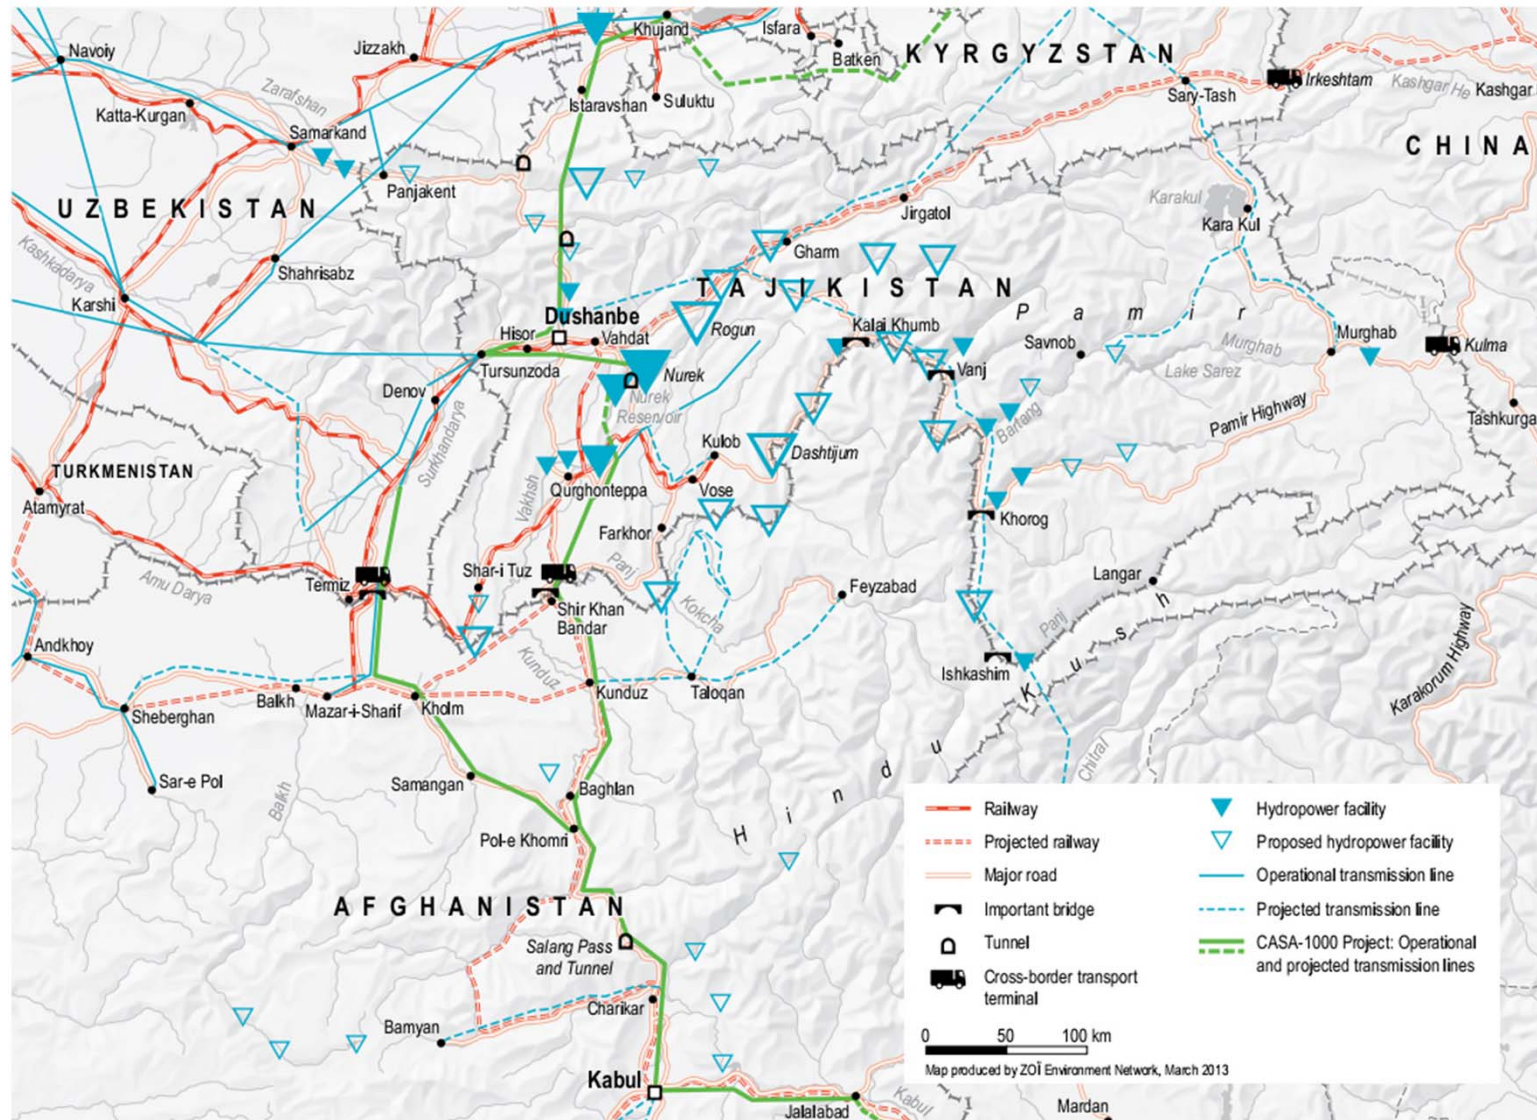 Khujand
Isfara
Batken
KYRGYZSTAN
Navoiy
Jizzakh
Zarafshan
Katta-Kurgan
Istaravshan
Suluktu
Sary-Tash
Irkeshtam
Kashgar He
Kashgar
Samarkand
CHINA
Panjakent
UZBEKISTAN
Karakul
Kara Kul
Jirgatol
Kashkadarya
Shahrisabz
Gharm
Karshi
TAJIKISTAN
Pamir
Dushanbe
Rogun
Kalai Khumb
Hisor
Vahdat
Savnob
Murghab
Murghab
Kulma
Tursunzoda
Nurek
Vanj
Lake Sarez
Denov
Nurek
Reservoir
Bartang
Pamir Highway
Tashkurga
Surkhandarya
Kulob
Dashtijum
TURKMENISTAN
Atamyrat
Vakhsh
Qurghonteppa
Vose
Khorog
Farkhor
Amu Darya
Termiz
Shar-i Tuz
Panj
Feyzabad
Langar
Shir Khan
Bandar
Kokcha
Panj
Andkhoy
Kunduz
Ishkashim
Hindu Kush
Karakorum Highway
Sheberghan
Balkh
Mazar-i-Sharif
Kholm
Kunduz
Taloqan
Chitral
Sar-e Pol
Balkh
Samangan
Baghlan
Pol-e Khomri
AFGHANISTAN
Salang Pass
and Tunnel
Charikar
Bamyan
Kabul
Jalalabad
Kabul
Mardan
Railway
Projected railway
Major road
Important bridge
Tunnel
Cross-border transport
terminal
Hydropower facility
Proposed hydropower facility
Operational transmission line
Projected transmission line
CASA-1000 Project: Operational
and projected transmission lines
0 50 100 km
Map produced by ZOÏ Environment Network, March 2013